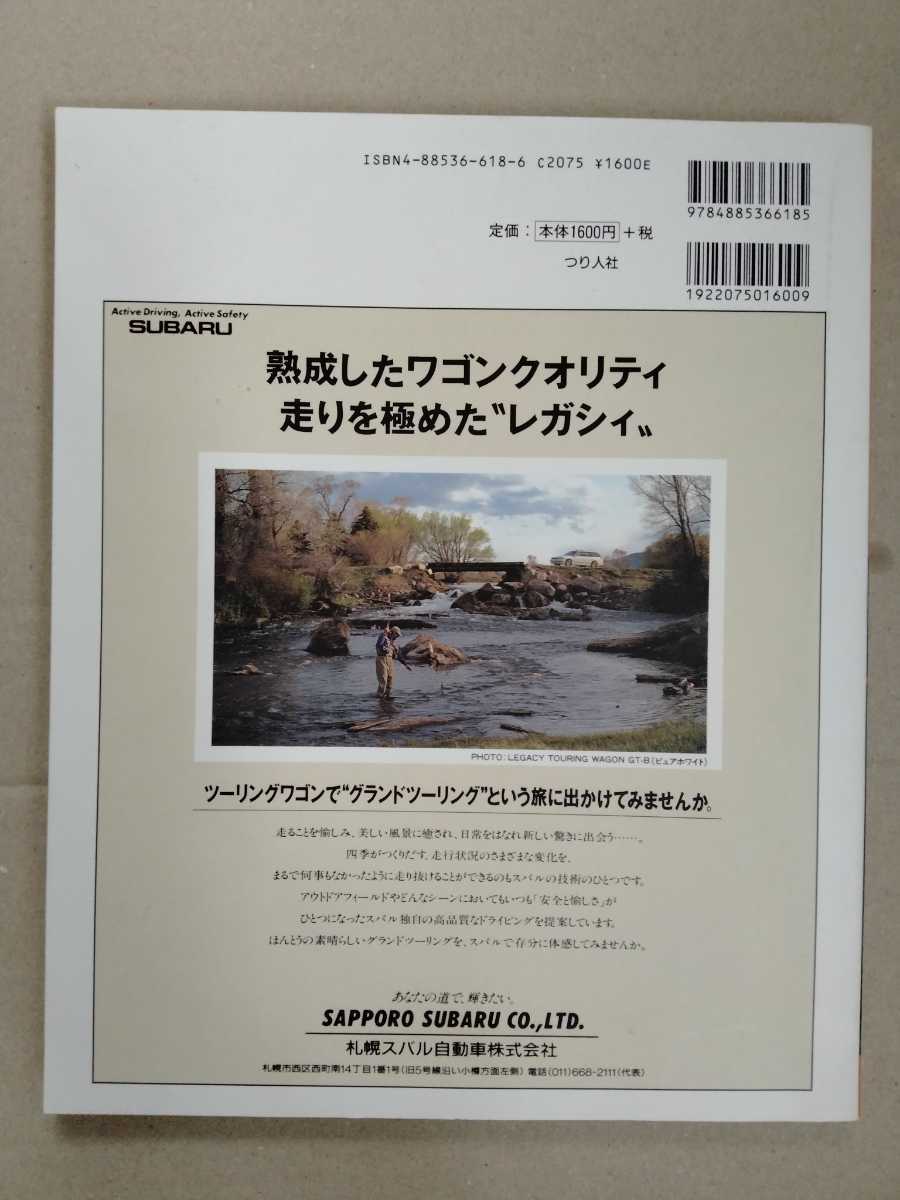 ISBN4-88536-618-6 C2075 ¥1600E
9784885366185
定価：本体1600円＋税
つり人社
1922075016009
Active Driving, Active Safety
SUBARU
熟成したワゴンクオリティ
走りを極めた〝レガシィ〟
PHOTO：LEGACY TOURING WAGON GT-B（ピュアホワイト）
ツーリングワゴンで“グランドツーリング”という旅に出かけてみませんか。
走ることを愉しみ、美しい風景に癒され、日常をはなれ新しい驚きに出会う……。
四季がつくりだす、走行状況のさまざまな変化を、
まるで何事もなかったように走り抜けることができるのもスバルの技術のひとつです。
アウトドアフィールドやどんなシーンにおいてもいつも「安全と愉しさ」が
ひとつになったスバル独自の高品質なドライビングを提案しています。
ほんとうの素晴らしいグランドツーリングを、スバルで存分に体感してみませんか。
あなたの道で、輝きたい。
SAPPORO SUBARU CO.,LTD.
札幌スバル自動車株式会社
札幌市西区西町南14丁目1番1号（旧5号線沿い小樽方面左側）電話（011）668-2111（代表）